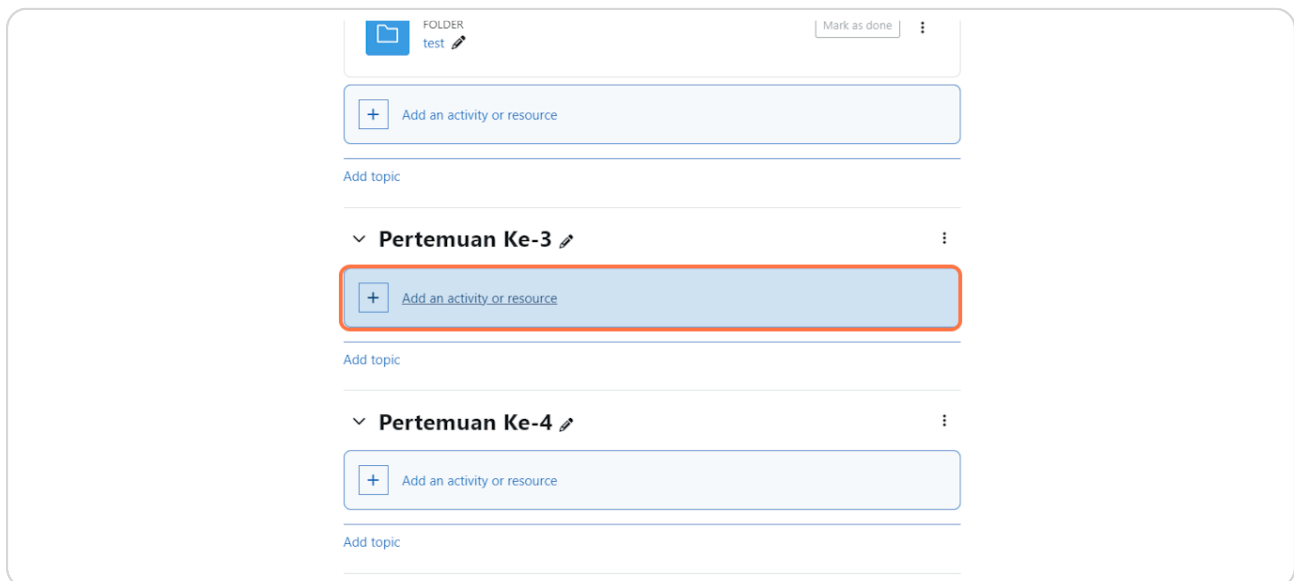 FOLDER
test
Mark as done
Add an activity or resource
Add topic
Pertemuan Ke-3
Add an activity or resource
Add topic
Pertemuan Ke-4
Add an activity or resource
Add topic